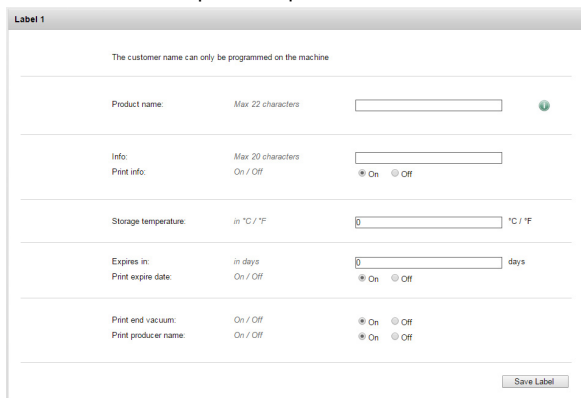 Label 1
The customer name can only be programmed on the machine
Product name: Max 22 characters
Info: Max 20 characters
Print info: On / Off On Off
Storage temperature: in °C / °F 0 °C / °F
Expires in: in days 0 days
Print expire date: On / Off On Off
Print end vacuum: On / Off On Off
Print producer name: On / Off On Off
Save Label